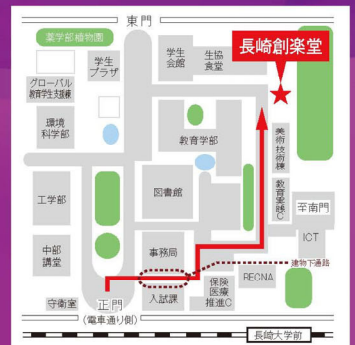 東門
薬学部植物園
学生
プラザ
学生
会館
生協
食堂
長崎創楽堂
グローバル
教育学生支援棟
環境
科学部
教育学部
美術技術棟
図書館
教育実践C
至南門
工学部
ICT
中部
講堂
事務局
建物下通路
保険
医療
推進C
RECNA
守衛室
正門
(電車通り側)
入試課
長崎大学前